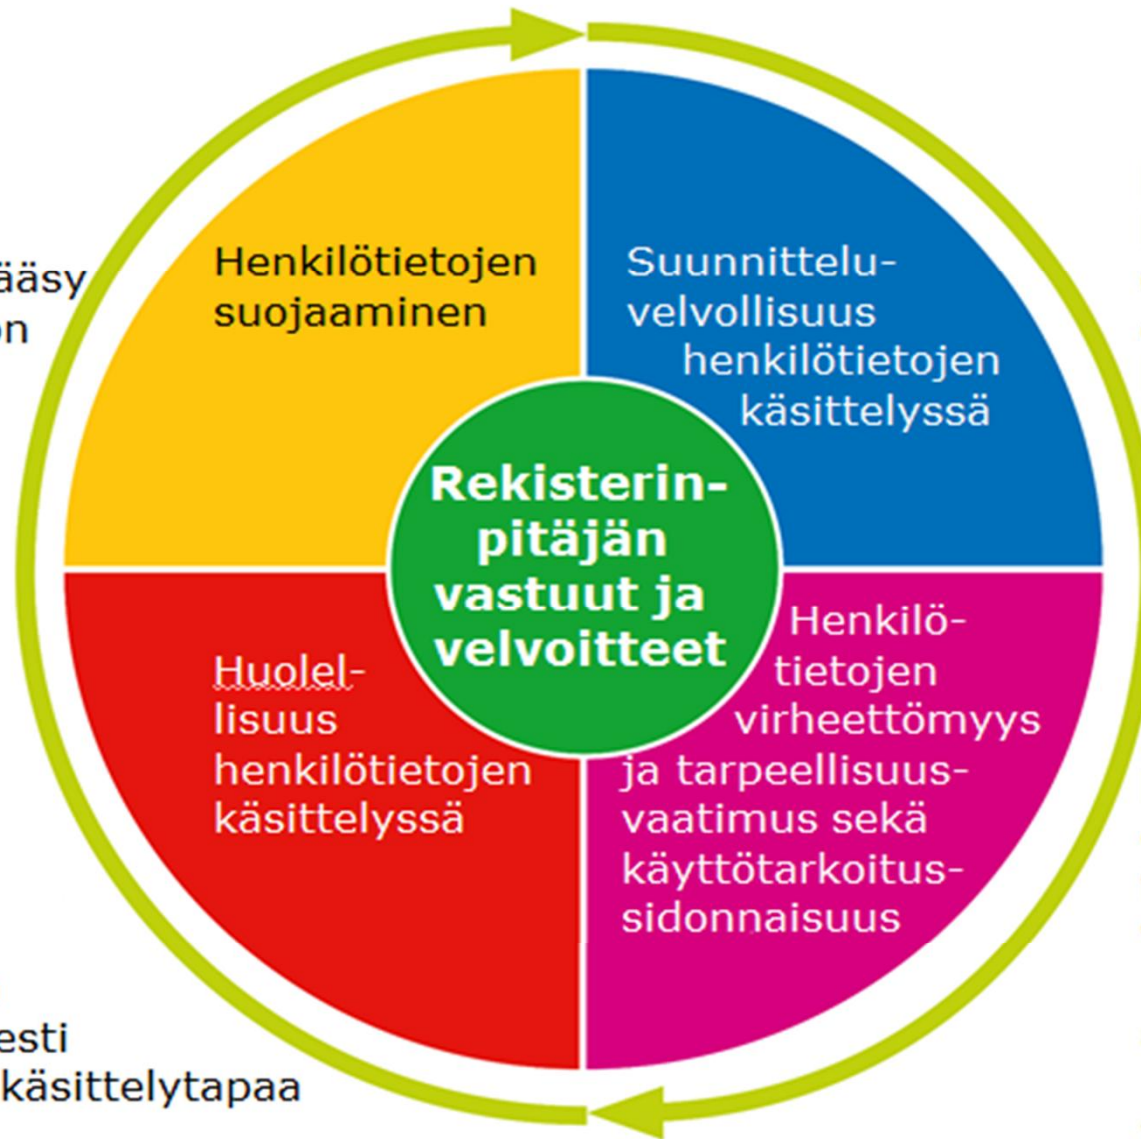 Henkilötietojen
suojaaminen
Suunnittelu-
velvollisuus
henkilötietojen
käsittelyssä
Rekisterin-
pitäjän
vastuut ja
velvoitteet
Henkilö-
tietojen
virheettömyys
ja tarpeellisuus-
vaatimus sekä
käyttötarkoitus-
sidonnaisuus
Huolel-
lisuus
henkilötietojen
käsittelyssä
käsittelytapaa